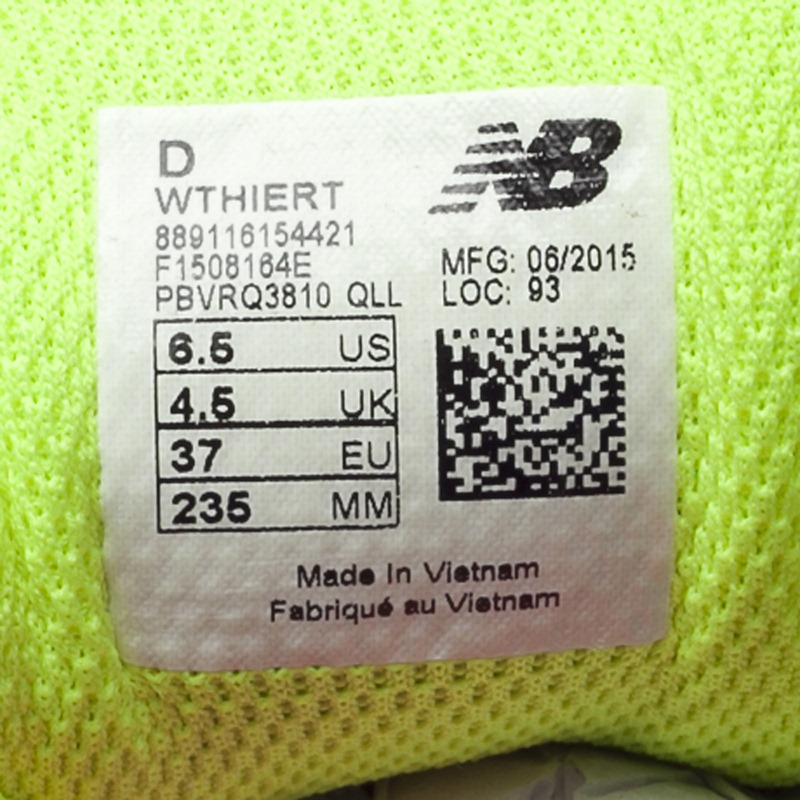 D
WTHIERT
889116154421
F1508164E
PBVRQ3810 QLL
NB
MFG: 06/2015
LOC: 93
6.5 US
4.5 UK
37 EU
235 MM
Made In Vietnam
Fabriqué au Vietnam